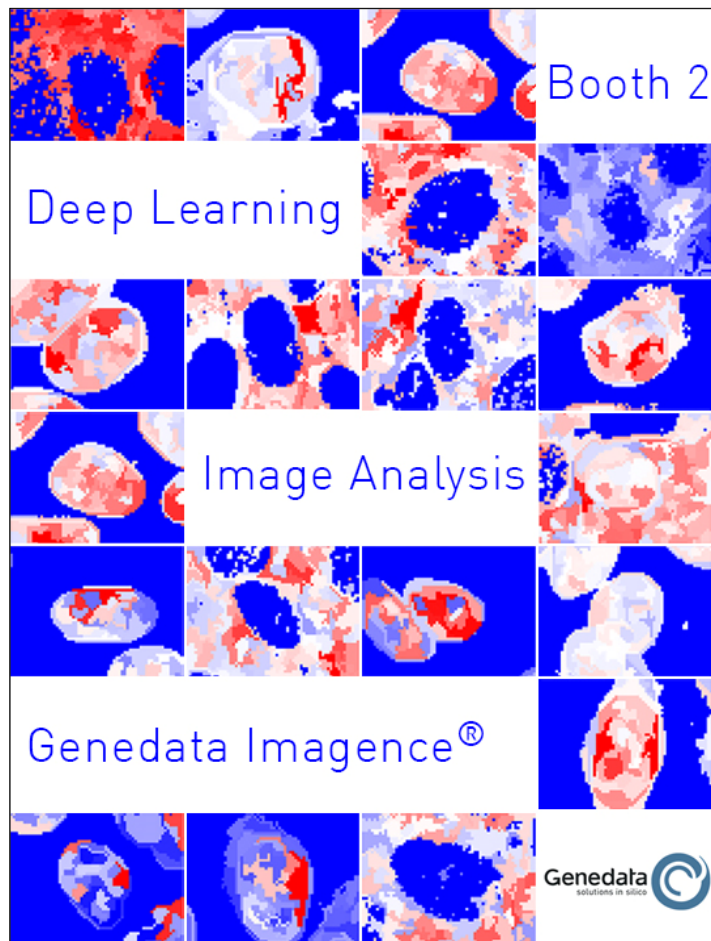 Booth 2
Deep Learning
Image Analysis
Genedata Imagence®
Genedata
solutions in silico